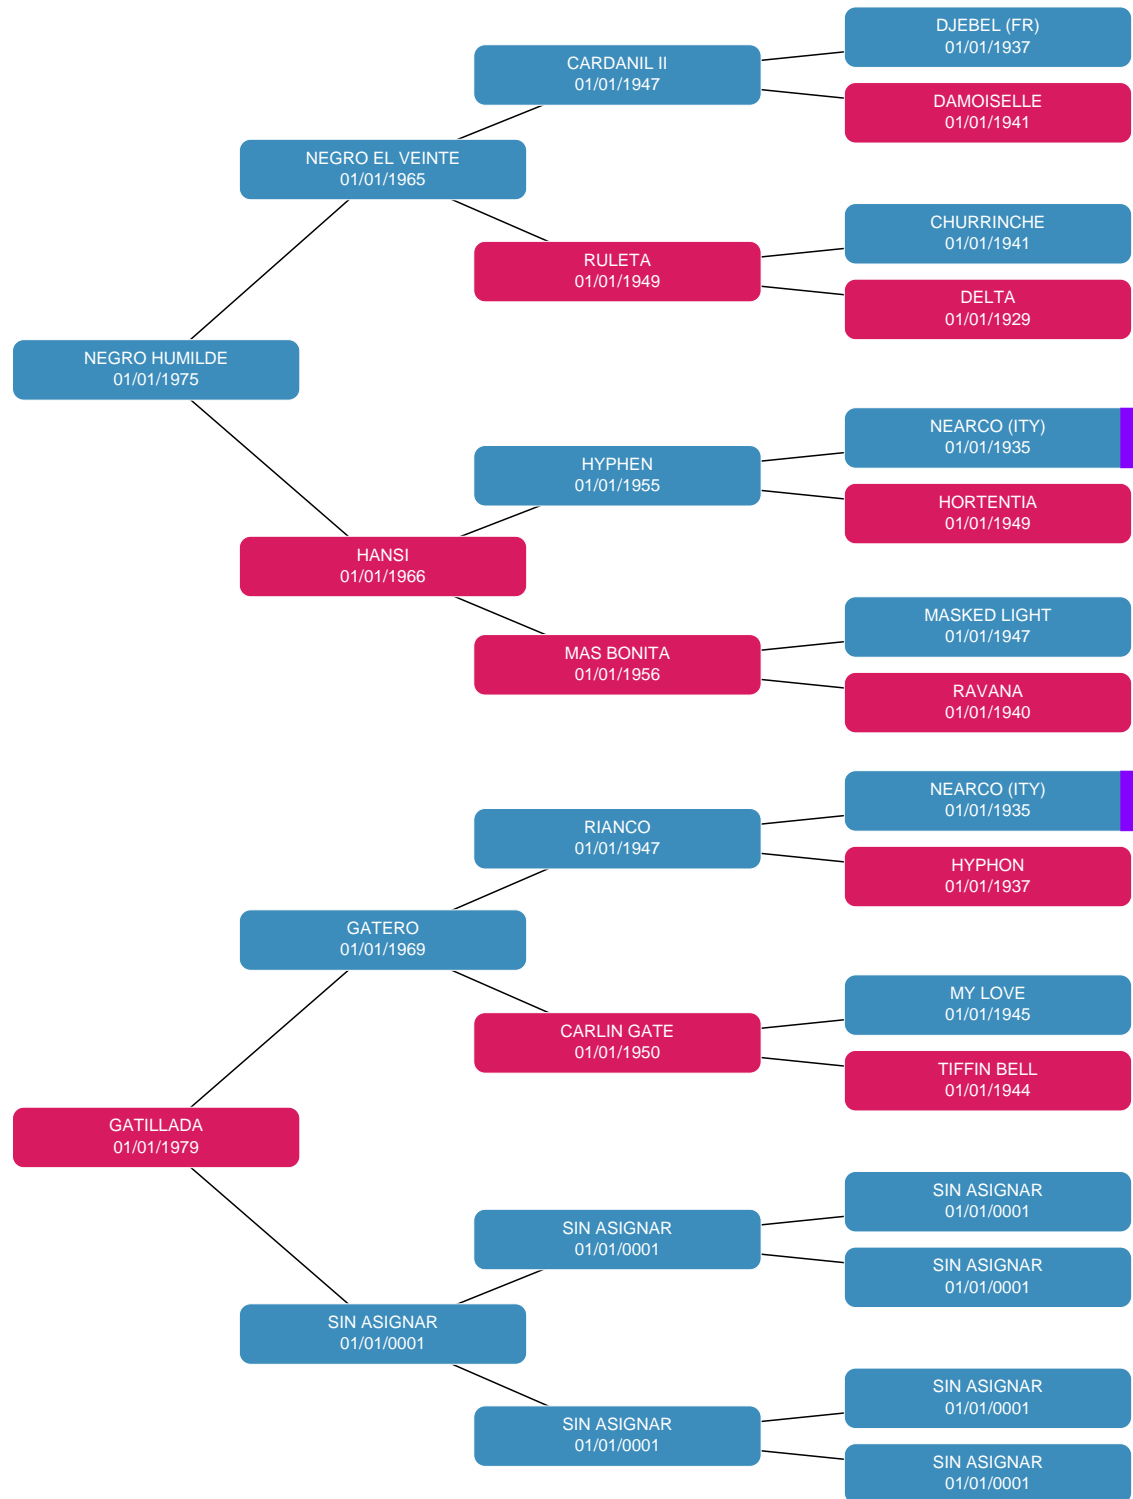 DJEBEL (FR)
01/01/1937
CARDANIL II
01/01/1947
DAMOISELLE
01/01/1941
NEGRO EL VEINTE
01/01/1965
CHURRINCHE
01/01/1941
RULETA
01/01/1949
DELTA
01/01/1929
NEGRO HUMILDE
01/01/1975
NEARCO (ITY)
01/01/1935
HYPHEN
01/01/1955
HORTENTIA
01/01/1949
HANSI
01/01/1966
MASKED LIGHT
01/01/1947
MAS BONITA
01/01/1956
RAVANA
01/01/1940
NEARCO (ITY)
01/01/1935
RIANCO
01/01/1947
HYPHON
01/01/1937
GATERO
01/01/1969
MY LOVE
01/01/1945
CARLIN GATE
01/01/1950
TIFFIN BELL
01/01/1944
GATILLADA
01/01/1979
SIN ASIGNAR
01/01/0001
SIN ASIGNAR
01/01/0001
SIN ASIGNAR
01/01/0001
SIN ASIGNAR
01/01/0001
SIN ASIGNAR
01/01/0001
SIN ASIGNAR
01/01/0001
SIN ASIGNAR
01/01/0001